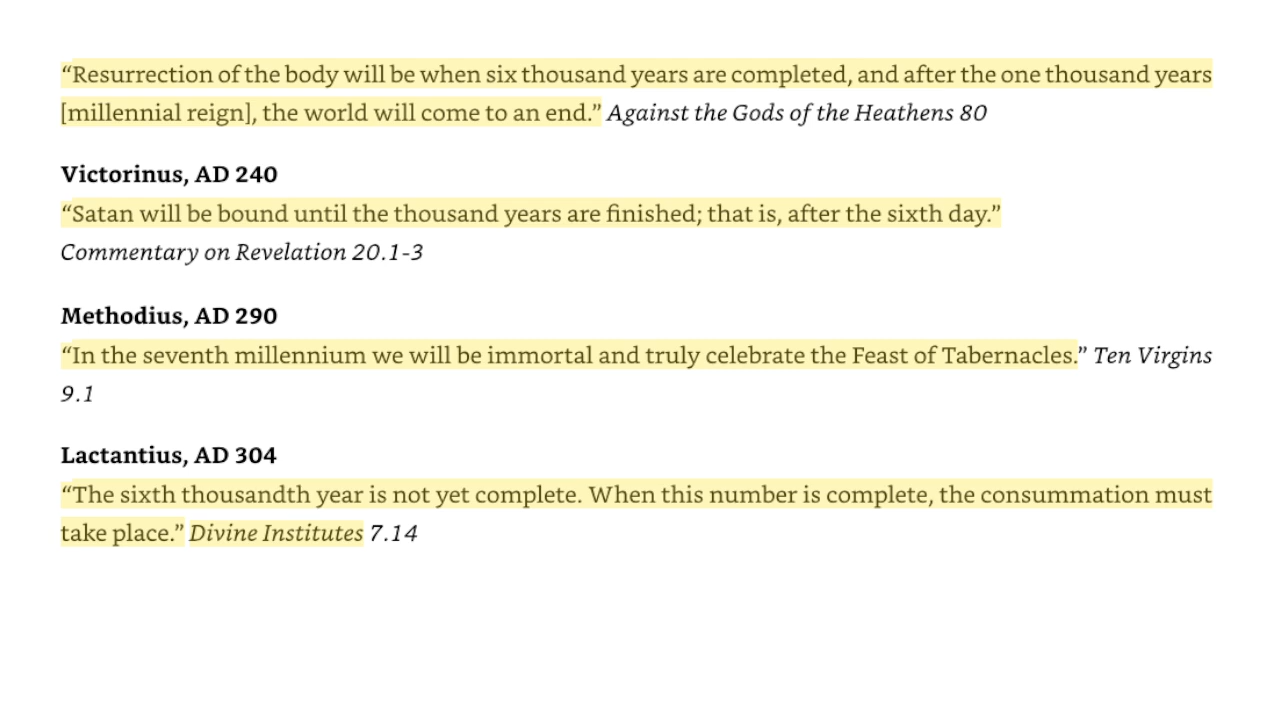 “Resurrection of the body will be when six thousand years are completed, and after the one thousand years
[millennial reign], the world will come to an end.” Against the Gods of the Heathens 80
Victorinus, AD 240
“Satan will be bound until the thousand years are finished; that is, after the sixth day.”
Commentary on Revelation 20.1-3
Methodius, AD 290
“In the seventh millennium we will be immortal and truly celebrate the Feast of Tabernacles.” Ten Virgins
9.1
Lactantius, AD 304
“The sixth thousandth year is not yet complete. When this number is complete, the consummation must
take place.” Divine Institutes 7.14